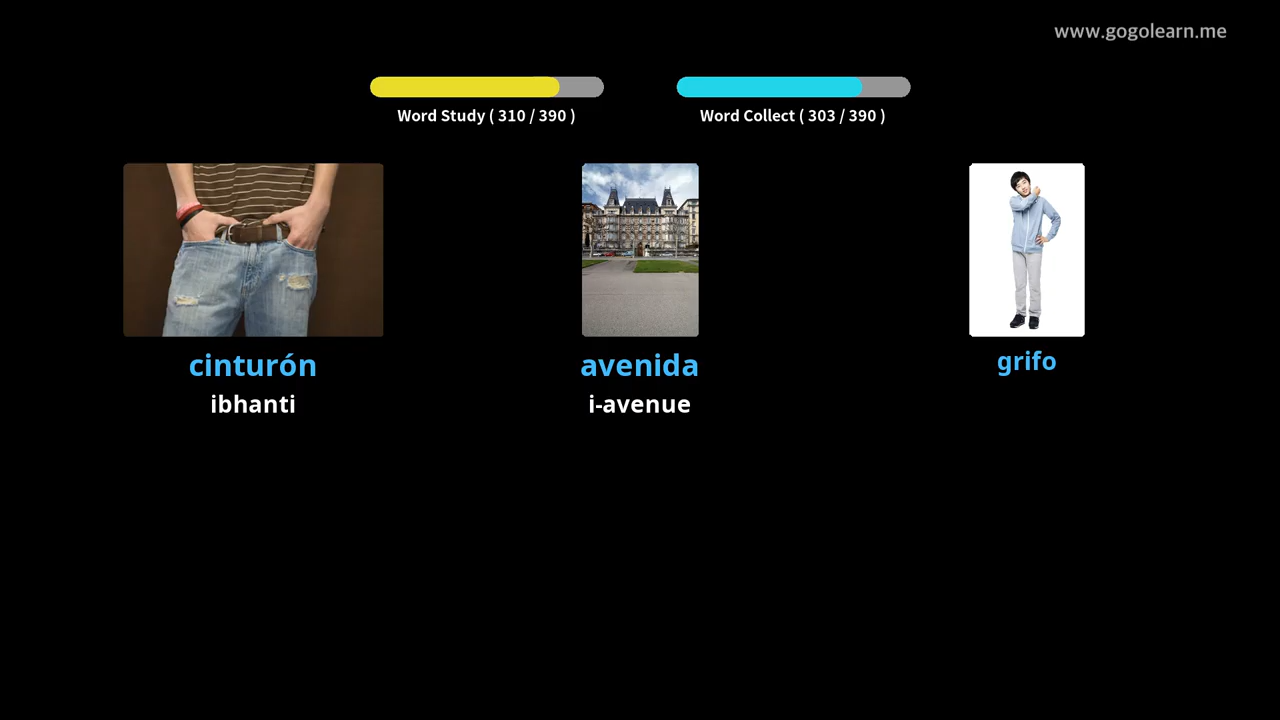 www.gogolearn.me
Word Study ( 310 / 390 )
Word Collect ( 303 / 390 )
cinturón
avenida
grifo
ibhanti
i-avenue